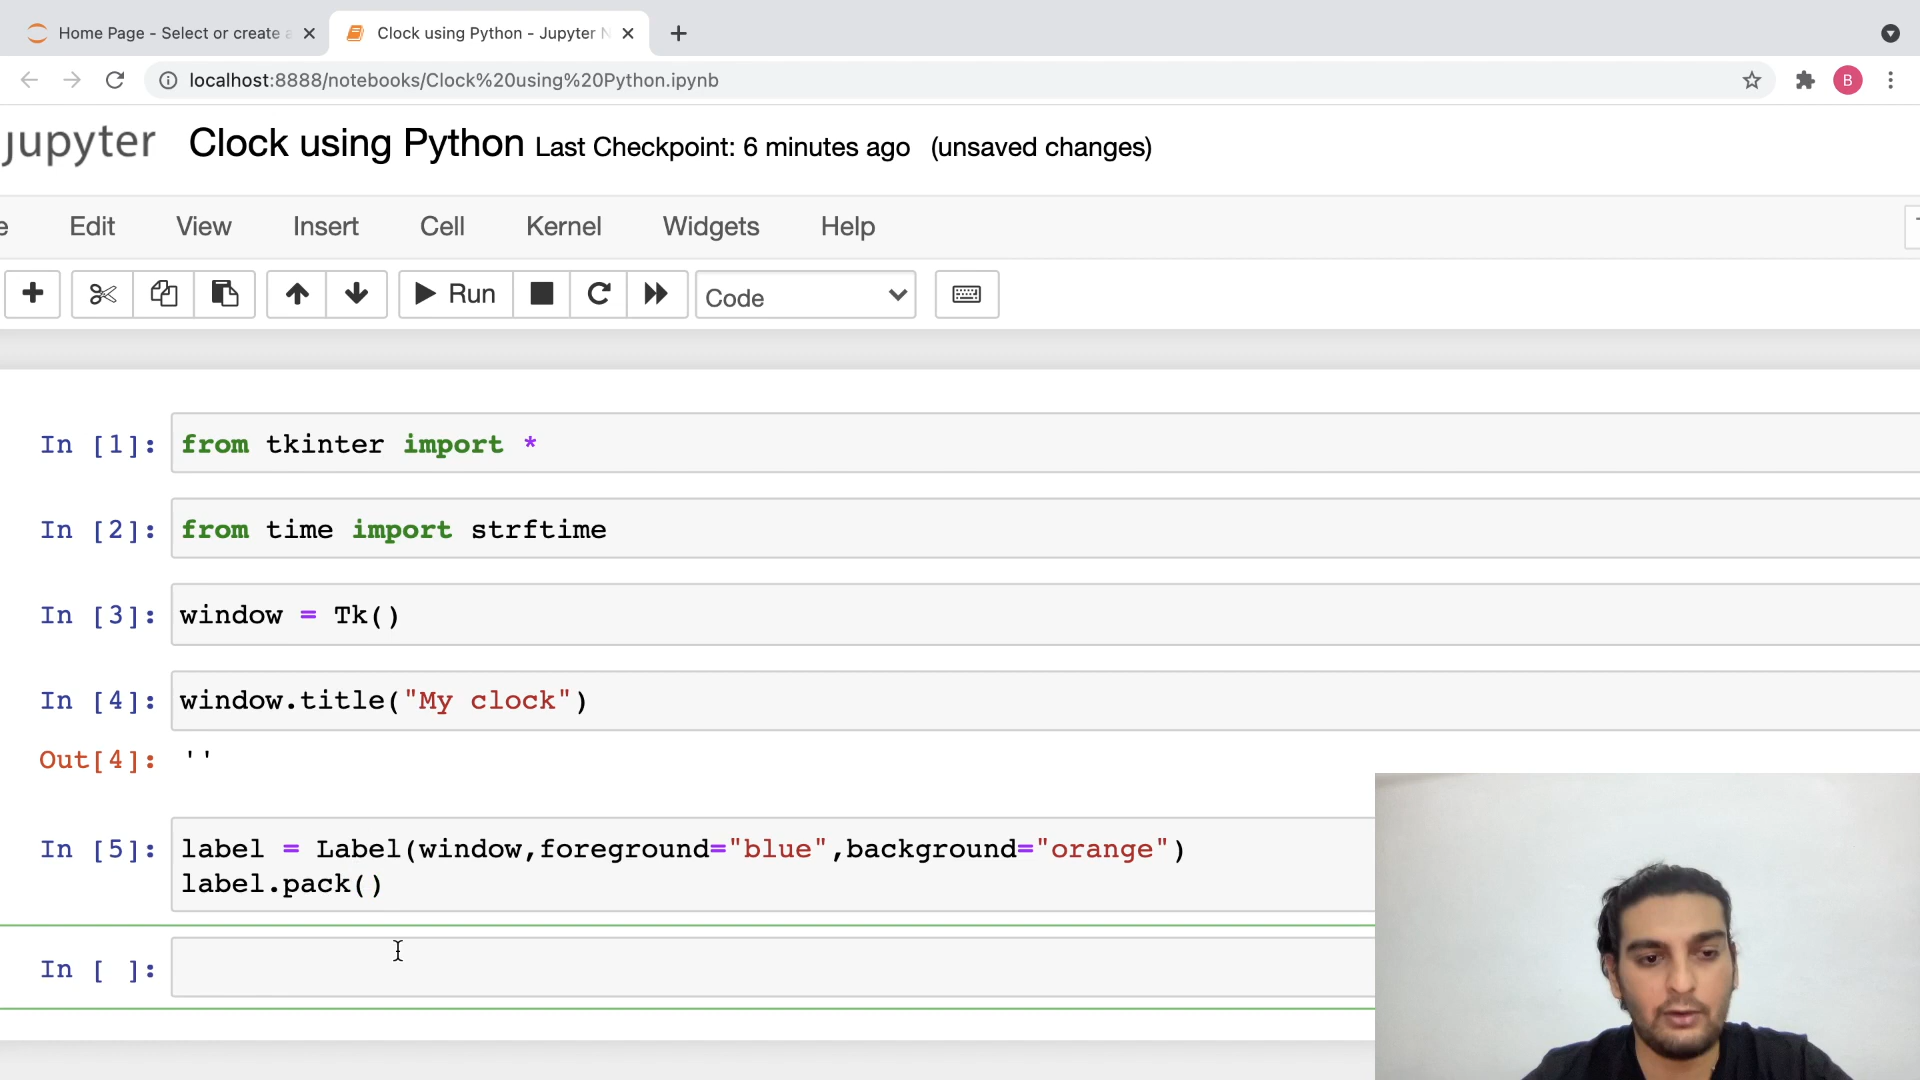 Home Page - Select or create a
Clock using Python - Jupyter N
localhost:8888/notebooks/Clock%20using%20Python.ipynb
B
jupyter Clock using Python Last Checkpoint: 6 minutes ago (unsaved changes)
e Edit View Insert Cell Kernel Widgets Help
Run Code
In [1]: from tkinter import *
In [2]: from time import strftime
In [3]: window = Tk()
In [4]: window.title("My clock")
Out[4]: ''
In [5]: label = Label(window,foreground="blue",background="orange")
label.pack()
In [ ]: